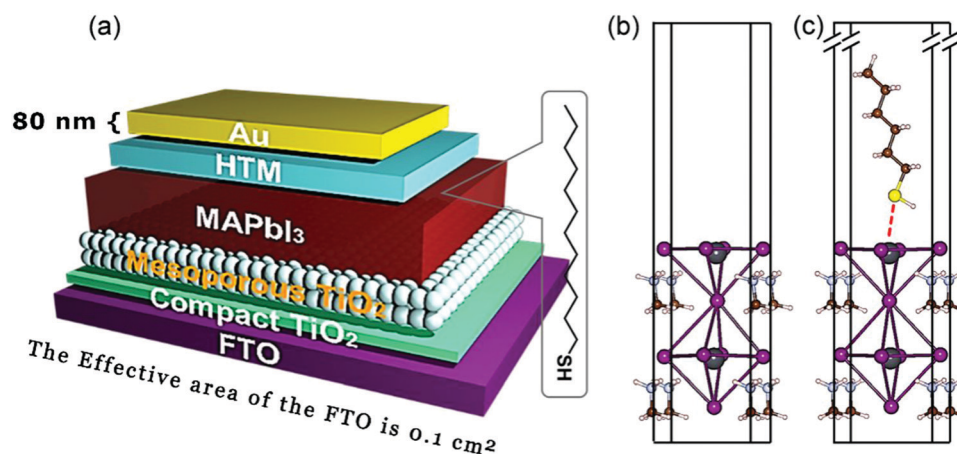 (a)
80 nm {
Au
HTM
MAPbI₃
Mesoporous TiO₂
Compact TiO₂
FTO
The Effective area of the FTO is 0.1 cm²
HS
(b)
(c)